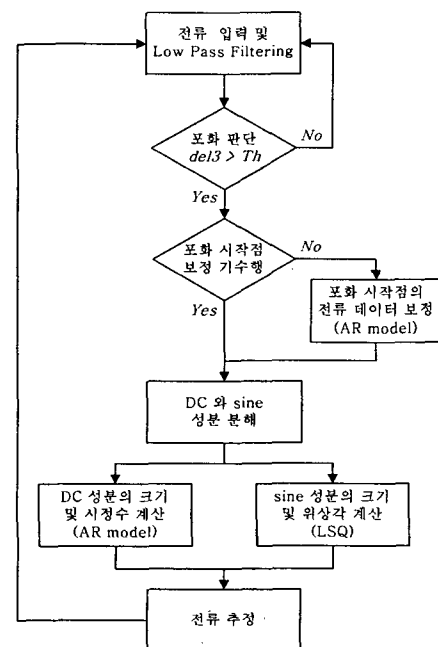 전류 입력 및
Low Pass Filtering
포화 판단
del3 > Th
No
Yes
포화 시작점
보정 기수행
No
Yes
포화 시작점의
전류 데이터 보정
(AR model)
DC 와 sine
성분 분해
DC 성분의 크기
및 시정수 계산
(AR model)
sine 성분의 크기
및 위상각 계산
(LSQ)
전류 추정